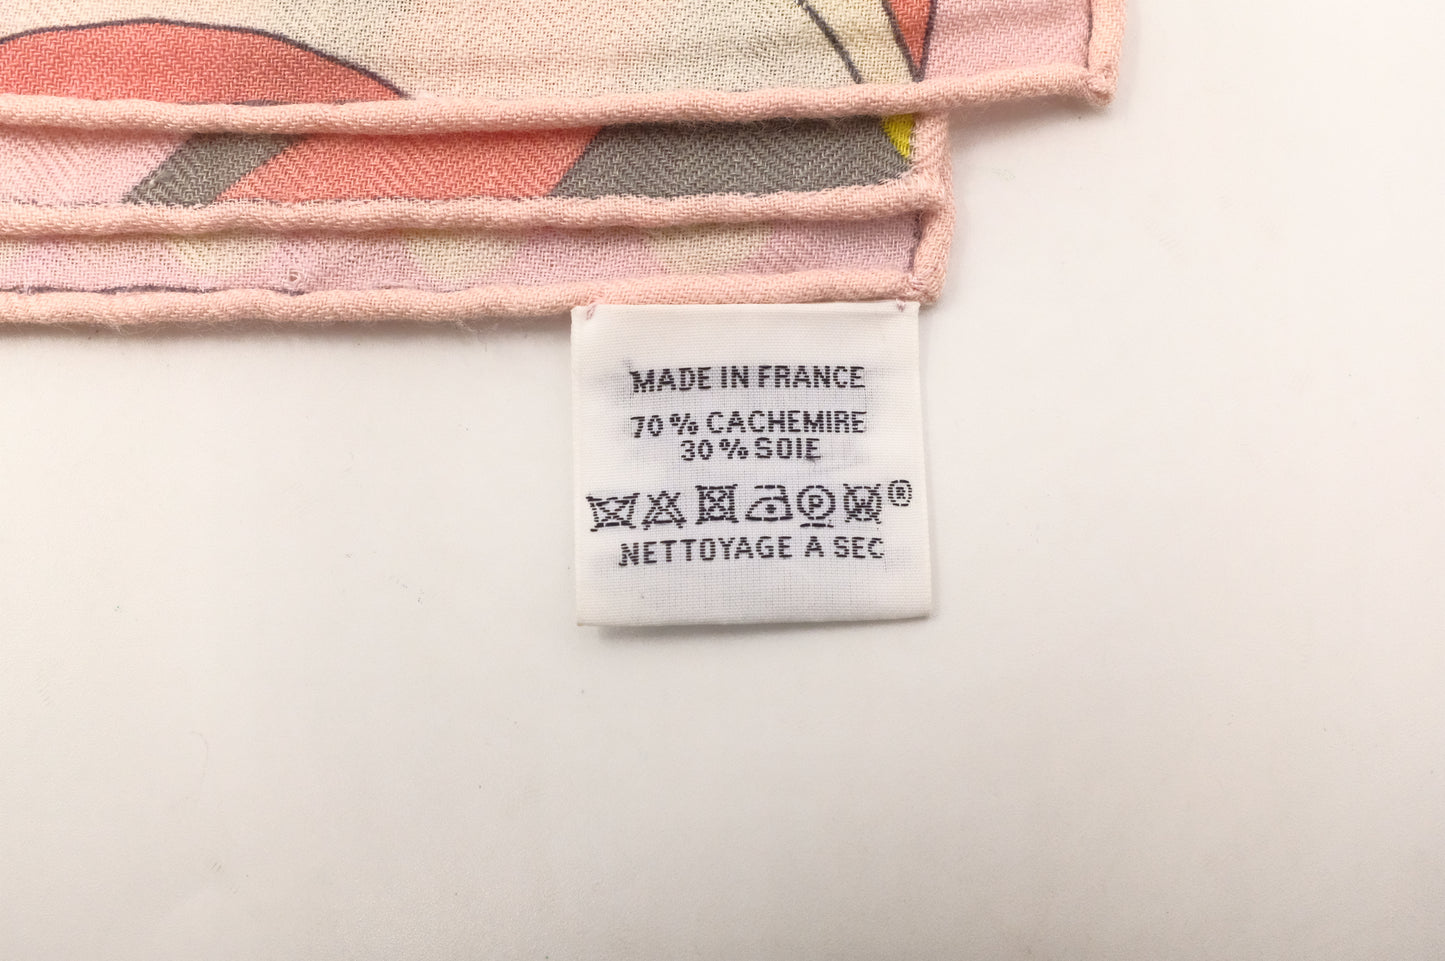 MADE IN FRANCE
70% CACHEMIRE
30% SOIE
P W ®
NETTOYAGE A SEC